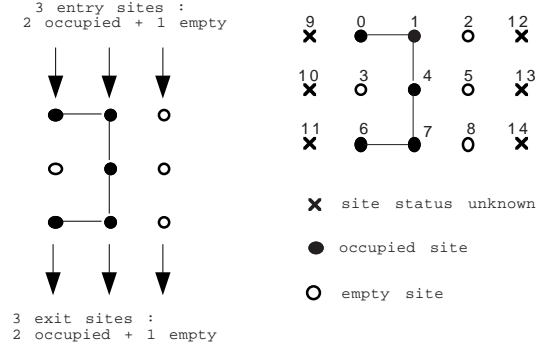 3 entry sites :
2 occupied + 1 empty
9 0 1 2 12
10 3 4 5 13
11 6 7 8 14
site status unknown
occupied site
empty site
3 exit sites :
2 occupied + 1 empty